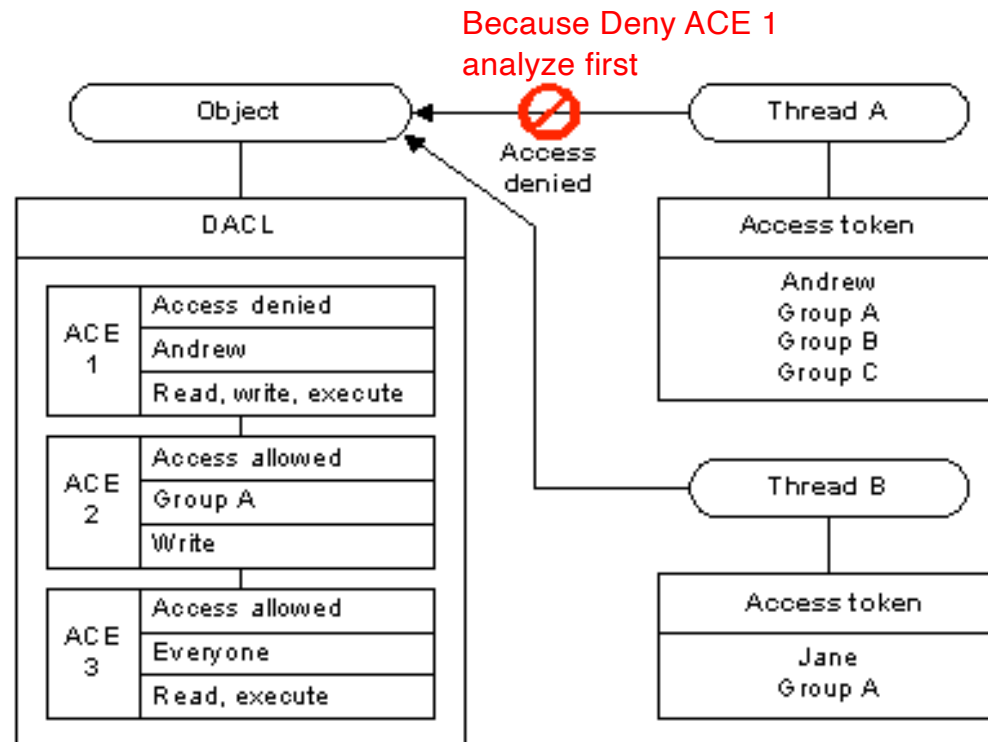 Because Deny ACE 1
analyze first
Object
Thread A
Access
denied
DACL
ACE
1
Access denied
Andrew
Read, write, execute
ACE
2
Access allowed
Group A
Write
ACE
3
Access allowed
Everyone
Read, execute
Access token
Andrew
Group A
Group B
Group C
Thread B
Access token
Jane
Group A